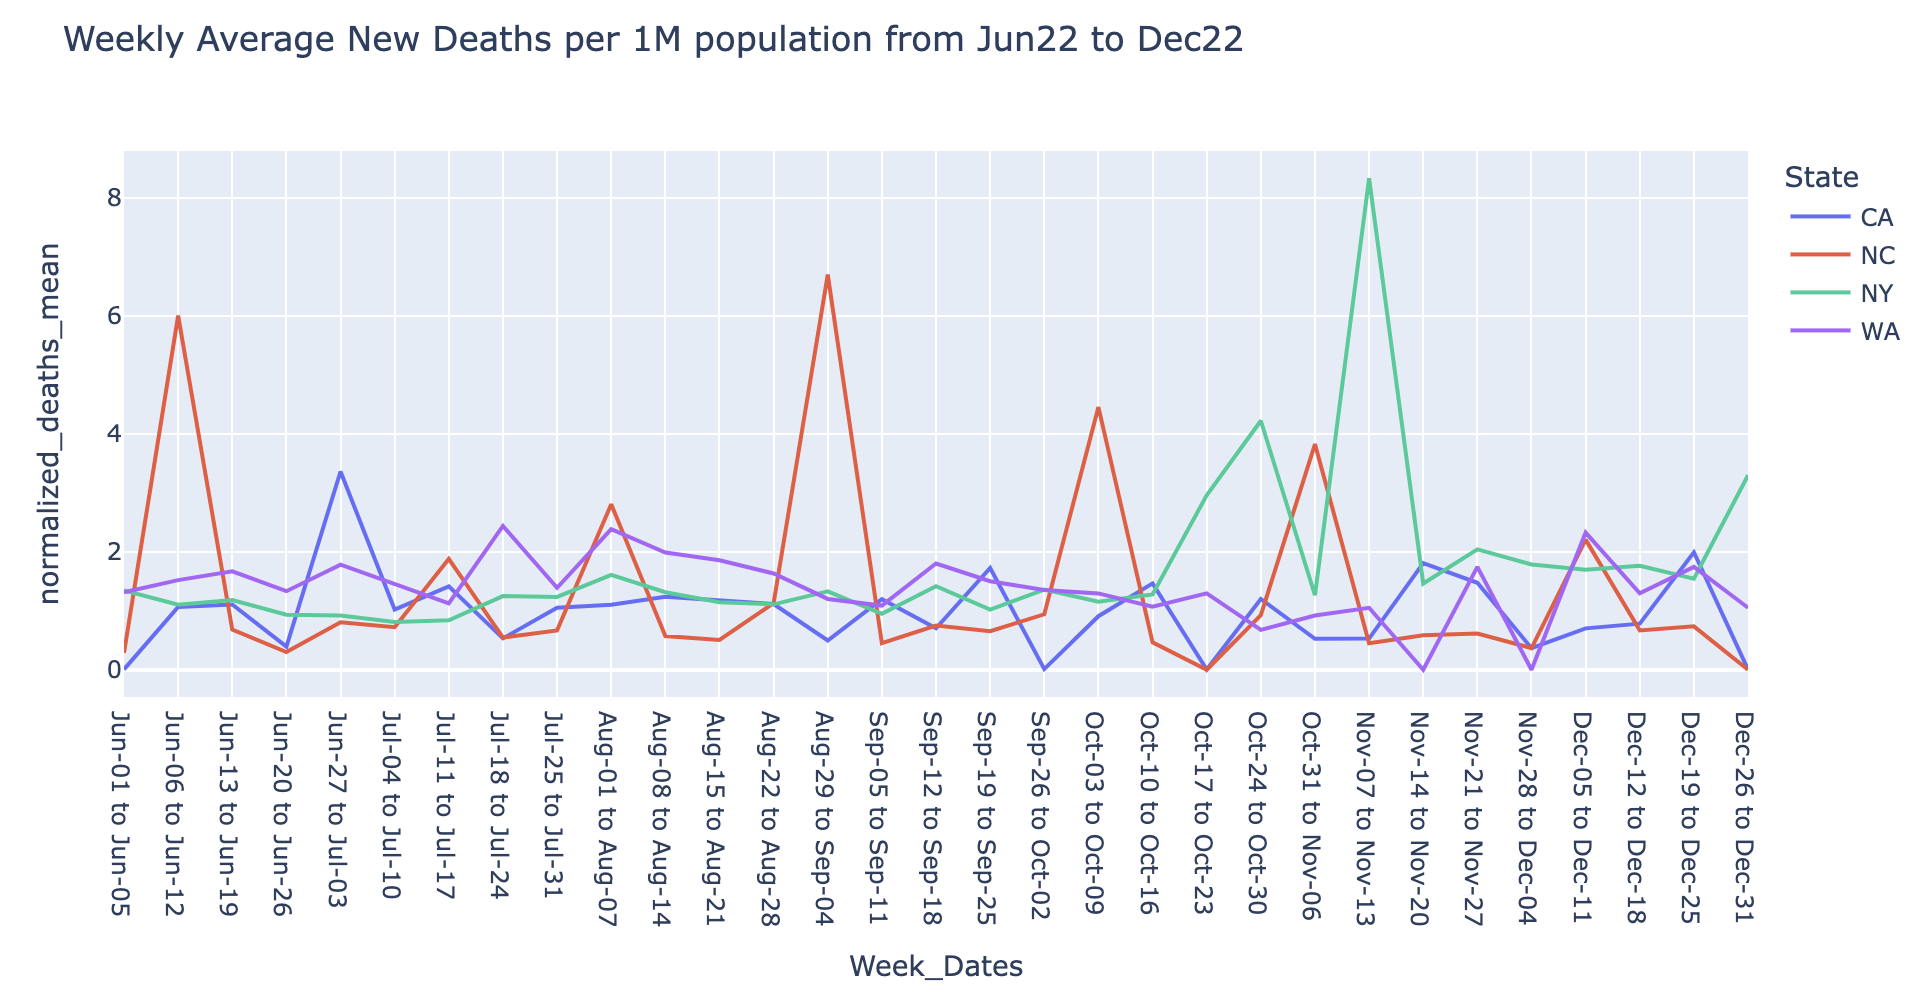 Weekly Average New Deaths per 1M population from Jun22 to Dec22
normalized_deaths_mean
8
6
4
2
0
State
CA
NC
NY
WA
Jun-01 to Jun-05
Jun-06 to Jun-12
Jun-13 to Jun-19
Jun-20 to Jun-26
Jun-27 to Jul-03
Jul-04 to Jul-10
Jul-11 to Jul-17
Jul-18 to Jul-24
Jul-25 to Jul-31
Aug-01 to Aug-07
Aug-08 to Aug-14
Aug-15 to Aug-21
Aug-22 to Aug-28
Aug-29 to Sep-04
Sep-05 to Sep-11
Sep-12 to Sep-18
Sep-19 to Sep-25
Sep-26 to Oct-02
Oct-03 to Oct-09
Oct-10 to Oct-16
Oct-17 to Oct-23
Oct-24 to Oct-30
Oct-31 to Nov-06
Nov-07 to Nov-13
Nov-14 to Nov-20
Nov-21 to Nov-27
Nov-28 to Dec-04
Dec-05 to Dec-11
Dec-12 to Dec-18
Dec-19 to Dec-25
Dec-26 to Dec-31
Week_Dates